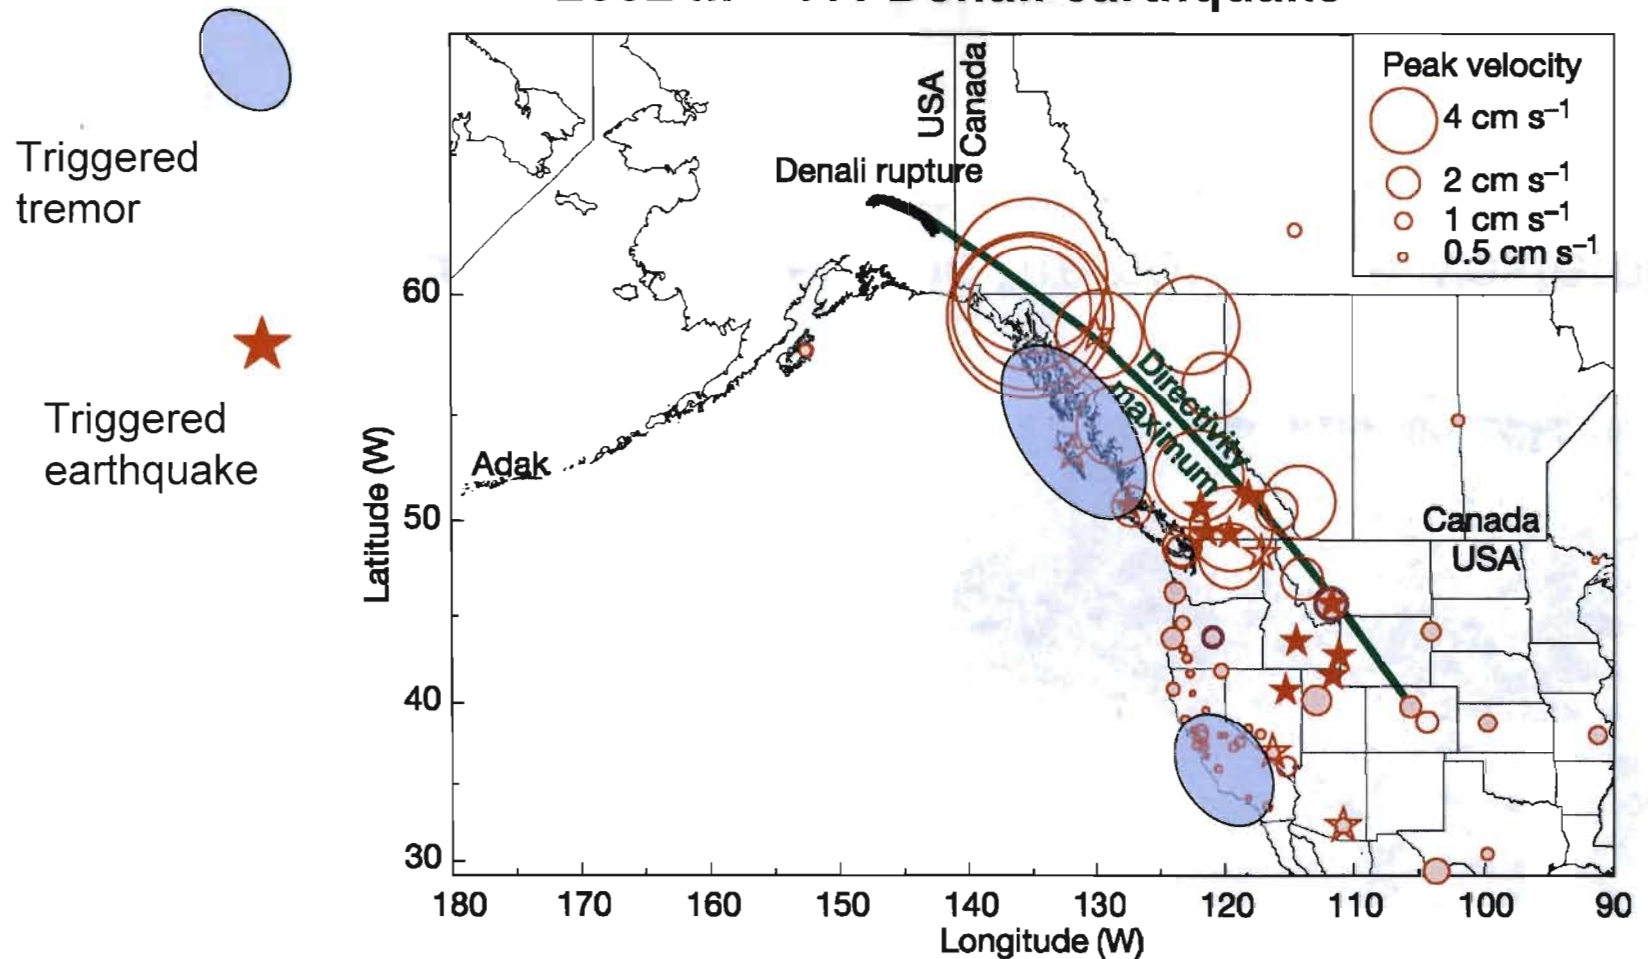 Denali earthquake
Triggered
tremor
Triggered
earthquake
USA
Canada
Peak velocity
4 cm s⁻¹
2 cm s⁻¹
1 cm s⁻¹
0.5 cm s⁻¹
Denali rupture
Adak
Directivity
maximum
Canada
USA
Latitude (W)
60
50
40
30
180 170 160 150 140 130 120 110 100 90
Longitude (W)